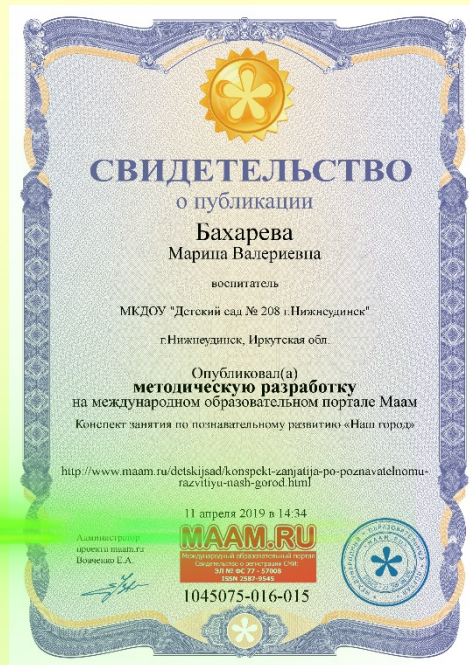 СВИДЕТЕЛЬСТВО
о публикации
Бахарева
Марина Валериевна
воспитатель
МКДОУ "Детский сад № 208 г.Нижнеудинск"
г.Нижнеудинск, Иркутская обл.
Опубликовал(а)
методическую разработку
на международном образовательном портале Маам
Конспект занятия по познавательному развитию «Наш город»
http://www.maam.ru/detskijsad/konspekt-zanjatija-po-poznavatelnomu-
razvitiyu-nash-gorod.html
11 апреля 2019 в 14:34
Администратор
проекта maam.ru
Вовченко Е.А.
MAAM.RU
Международный образовательный портал
Свидетельство о регистрации СМИ:
ЭЛ № ФС 77 - 57008
ISSN 2587-9545
1045075-016-015